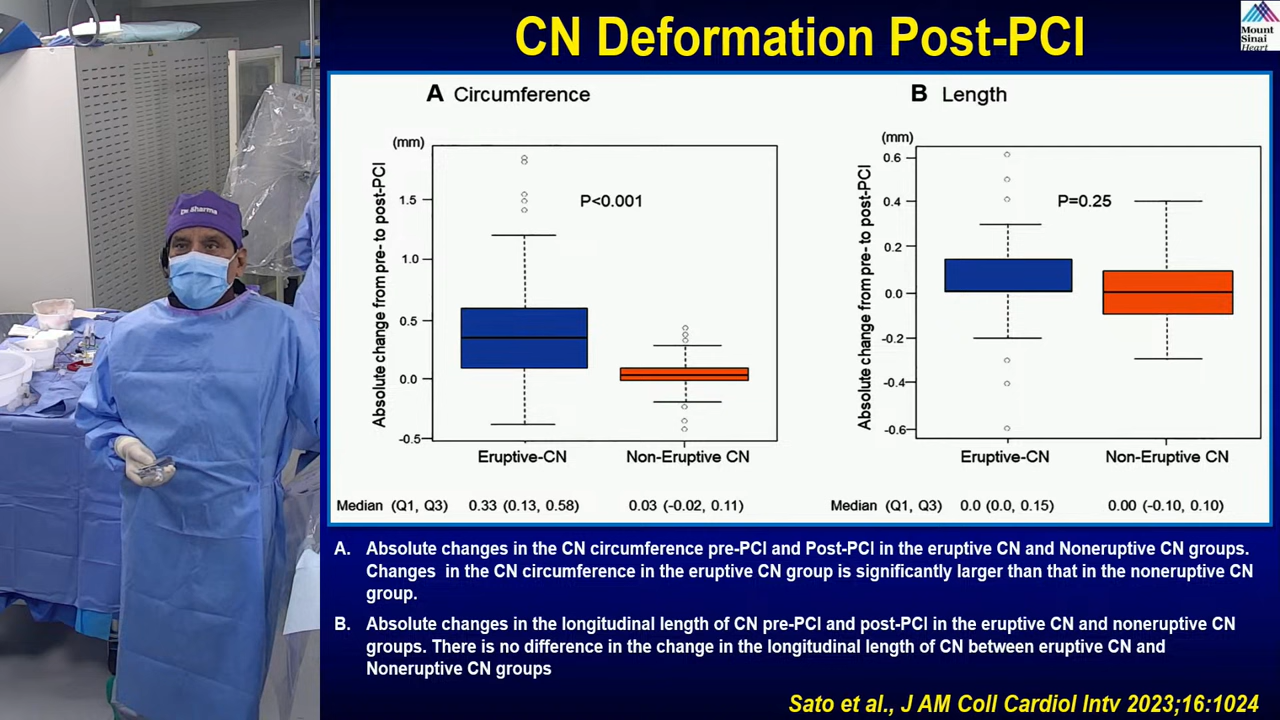 CN Deformation Post-PCI
Mount
Sinai
Heart
Dr Sharma
A Circumference
(mm)
Absolute change from pre- to post-PCI
1.5
1.0
0.5
0.0
-0.5
P<0.001
Eruptive-CN
Non-Eruptive CN
Median (Q1, Q3) 0.33 (0.13, 0.58) 0.03 (-0.02, 0.11)
B Length
(mm)
Absolute change from pre- to post-PCI
0.6
0.4
0.2
0.0
-0.2
-0.4
-0.6
P=0.25
Eruptive-CN
Non-Eruptive CN
Median (Q1, Q3) 0.0 (0.0, 0.15) 0.00 (-0.10, 0.10)
A. Absolute changes in the CN circumference pre-PCI and Post-PCI in the eruptive CN and Noneruptive CN groups.
Changes in the CN circumference in the eruptive CN group is significantly larger than that in the noneruptive CN
group.
B. Absolute changes in the longitudinal length of CN pre-PCI and post-PCI in the eruptive CN and noneruptive CN
groups. There is no difference in the change in the longitudinal length of CN between eruptive CN and
Noneruptive CN groups
Sato et al., J AM Coll Cardiol Intv 2023;16:1024